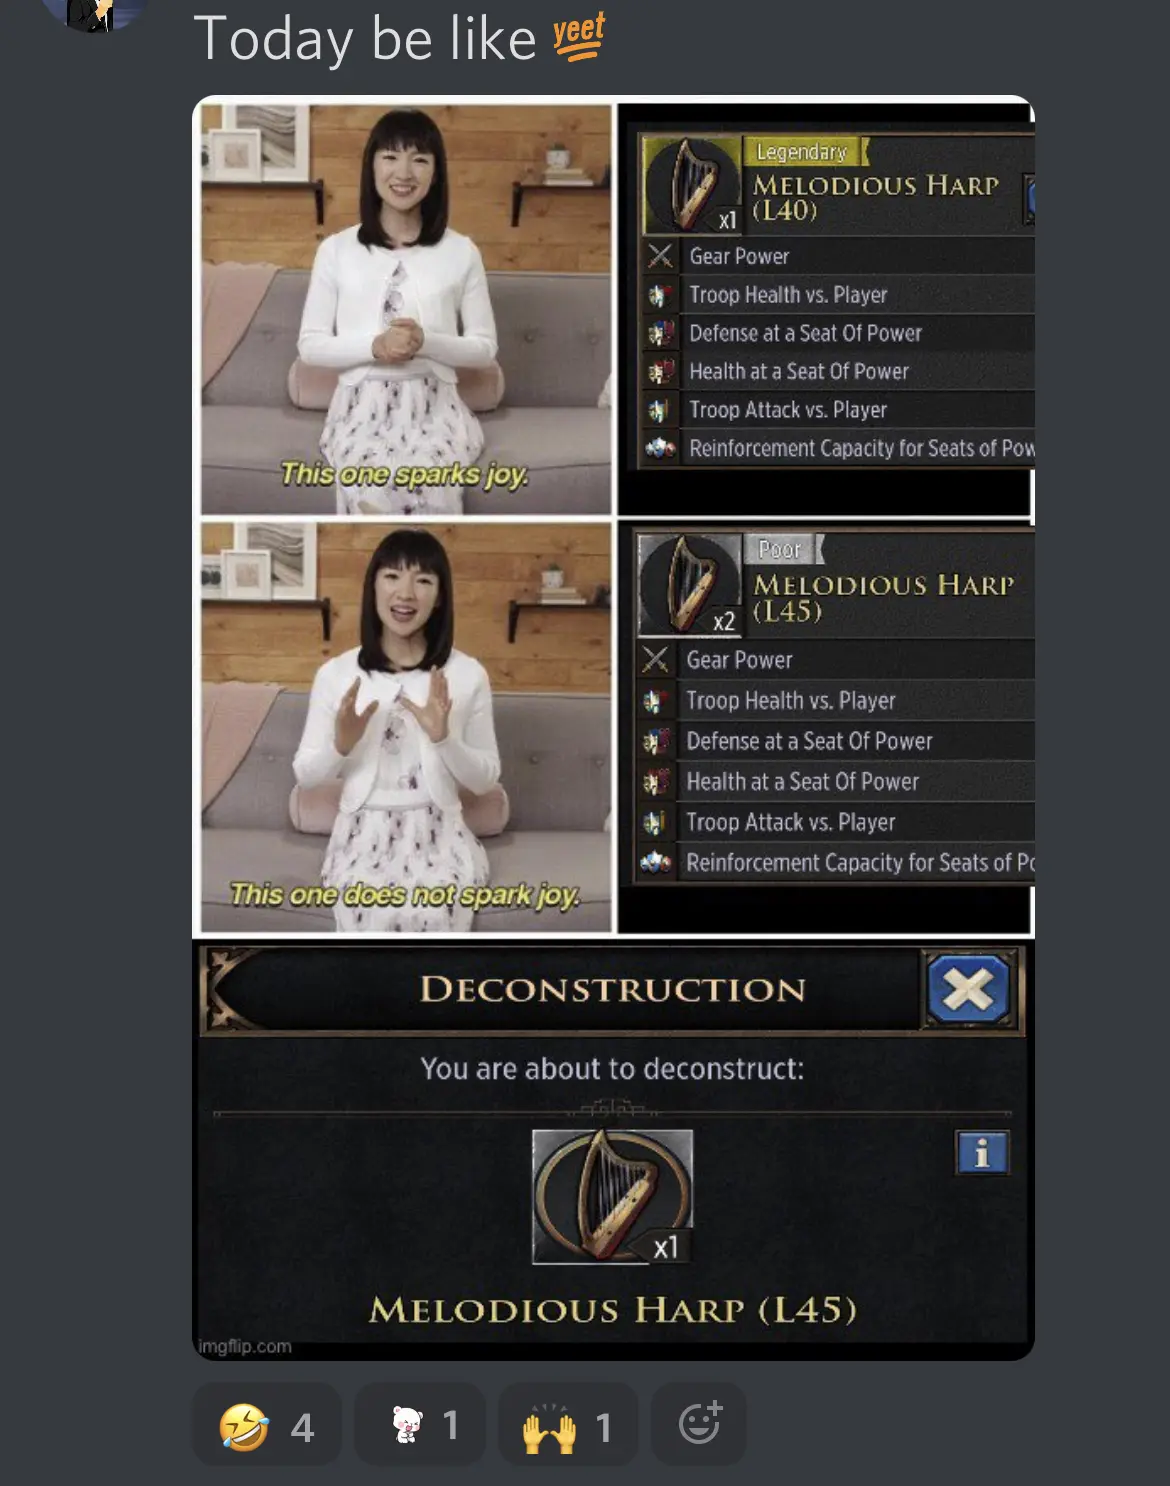 Today be like yeet
This one sparks joy.
Legendary
MELODIOUS HARP
(L40)
x1
Gear Power
Troop Health vs. Player
Defense at a Seat Of Power
Health at a Seat Of Power
Troop Attack vs. Player
Reinforcement Capacity for Seats of Pow
This one does not spark joy.
Poor
MELODIOUS HARP
(L45)
x2
Gear Power
Troop Health vs. Player
Defense at a Seat Of Power
Health at a Seat Of Power
Troop Attack vs. Player
Reinforcement Capacity for Seats of Po
DECONSTRUCTION
You are about to deconstruct:
i
x1
MELODIOUS HARP (L45)
imgflip.com
4 1 1